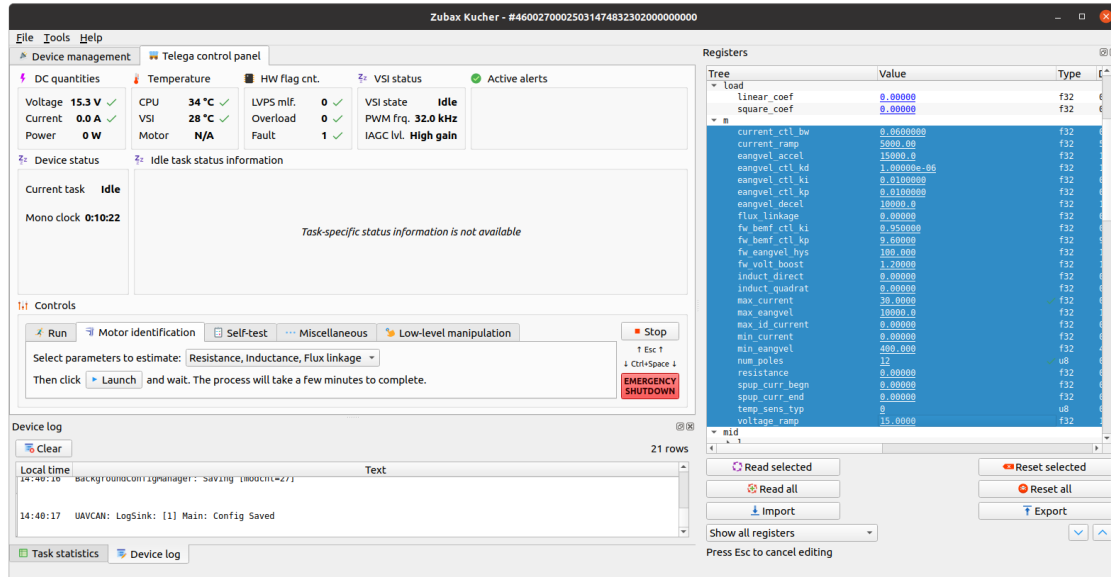 Zubax Kucher - #46002700025031474832302000000000
File Tools Help
Device management
Telega control panel
DC quantities
Temperature
HW flag cnt.
VSI status
Active alerts
Voltage 15.3 V
CPU 34 °C
LVPS mlf. 0
VSI state Idle
Current 0.0 A
VSI 28 °C
Overload 0
PWM frq. 32.0 kHz
Power 0 W
Motor N/A
Fault 1
IAGC lvl. High gain
Device status
Idle task status information
Current task Idle
Mono clock 0:10:22
Task-specific status information is not available
Controls
Run
Motor identification
Self-test
Miscellaneous
Low-level manipulation
Select parameters to estimate: Resistance, Inductance, Flux linkage
Then click Launch and wait. The process will take a few minutes to complete.
Stop
↑ Esc ↑
↓ Ctrl+Space ↓
EMERGENCY
SHUTDOWN
Device log
Clear
21 rows
Local time Text
14:40:16 BackgroundConfigManager: Saving [modcnt=27]
14:40:17 UAVCAN: LogSink: [1] Main: Config Saved
Task statistics
Device log
Registers
Tree Value Type
load
linear_coef 0.00000 f32
square_coef 0.00000 f32
m
current_ctl_bw 0.0600000 f32
current_ramp 5000.00 f32
eangvel_accel 15000.0 f32
eangvel_ctl_kd 1.00000e-06 f32
eangvel_ctl_ki 0.0100000 f32
eangvel_ctl_kp 0.0100000 f32
eangvel_decel 10000.0 f32
flux_linkage 0.00000 f32
fw_bemf_ctl_ki 0.950000 f32
fw_bemf_ctl_kp 9.60000 f32
fw_eangvel_hys 100.000 f32
fw_volt_boost 1.20000 f32
induct_direct 0.00000 f32
induct_quadrat 0.00000 f32
max_current 30.0000 f32
max_eangvel 10000.0 f32
max_id_current 0.00000 f32
min_current 0.00000 f32
min_eangvel 400.000 f32
num_poles 12 u8
resistance 0.00000 f32
spup_curr_begn 0.00000 f32
spup_curr_end 0.00000 f32
temp_sens_typ 0 u8
voltage_ramp 15.0000 f32
mid
Read selected
Reset selected
Read all
Reset all
Import
Export
Show all registers
Press Esc to cancel editing